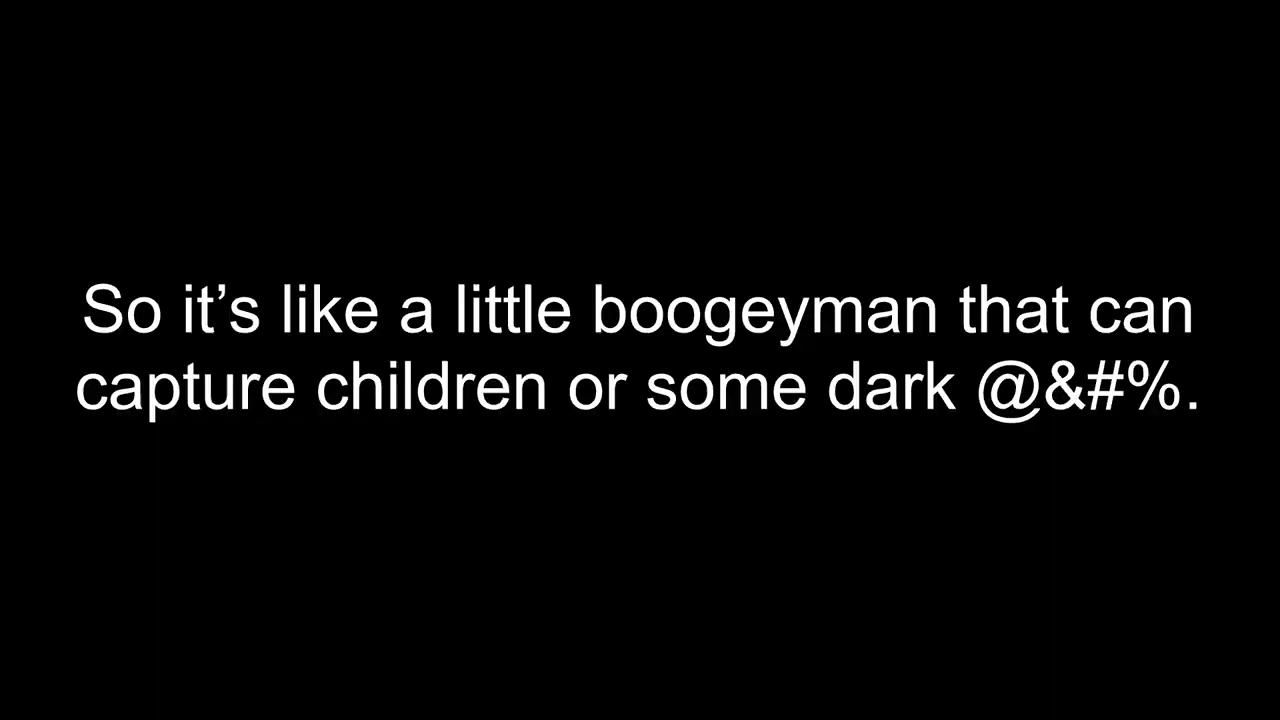 So it’s like a little boogeyman that can
capture children or some dark @&#%.